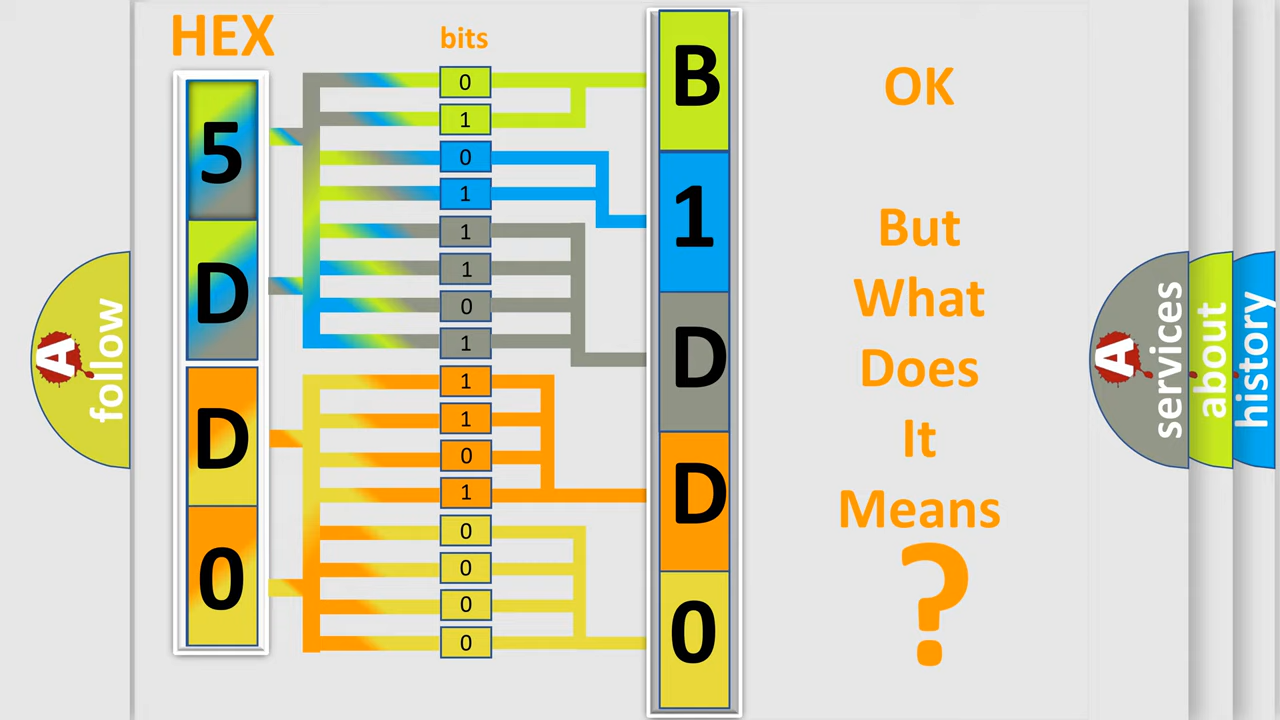 HEX
bits
5
D
D
0
0
1
0
1
1
1
0
1
1
1
0
1
0
0
0
0
B
1
D
D
0
OK
But
What
Does
It
Means
?
A
follow
A
services
about
history